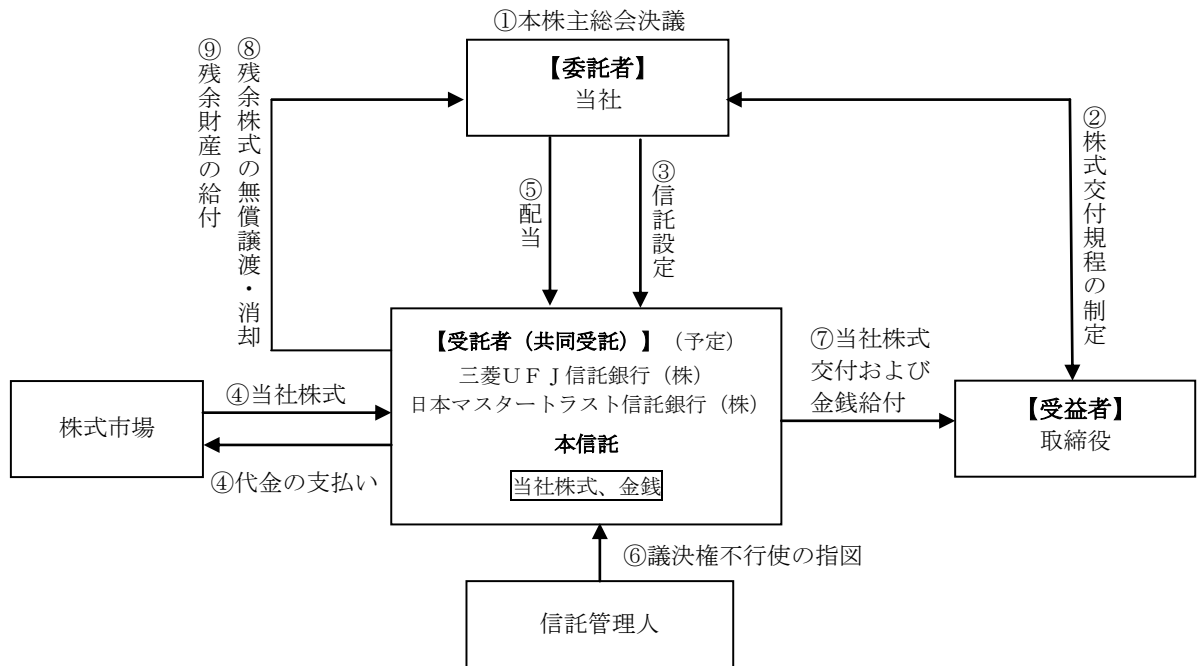 ①本株主総会決議
【委託者】
当社
⑨残余財産の給付
⑧残余株式の無償譲渡・消却
②株式交付規程の制定
⑤配当
③信託設定
【受託者（共同受託）】（予定）
三菱ＵＦＪ信託銀行（株）
日本マスタートラスト信託銀行（株）
本信託
当社株式、金銭
⑦当社株式
交付および
金銭給付
株式市場
④当社株式
④代金の支払い
【受益者】
取締役
⑥議決権不行使の指図
信託管理人